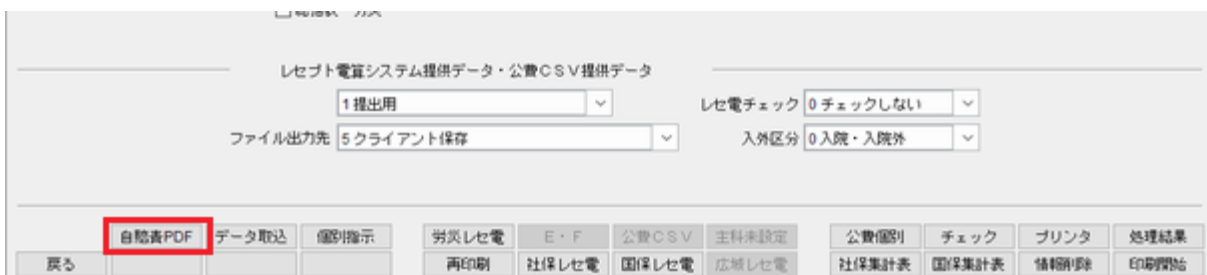 レセプト電算システム提供データ・公費ＣＳＶ提供データ
1 提出用
レセ電チェック 0 チェックしない
ファイル出力先 5 クライアント保存
入外区分 0 入院・入院外
自賠責PDF データ取込 個別指示 労災レセ電 Ｅ・Ｆ 公費ＣＳＶ 主科未設定 公費個別 チェック プリンタ 処理結果
戻る 再印刷 社保レセ電 国保レセ電 広域レセ電 社保集計表 国保集計表 情報削除 印刷開始